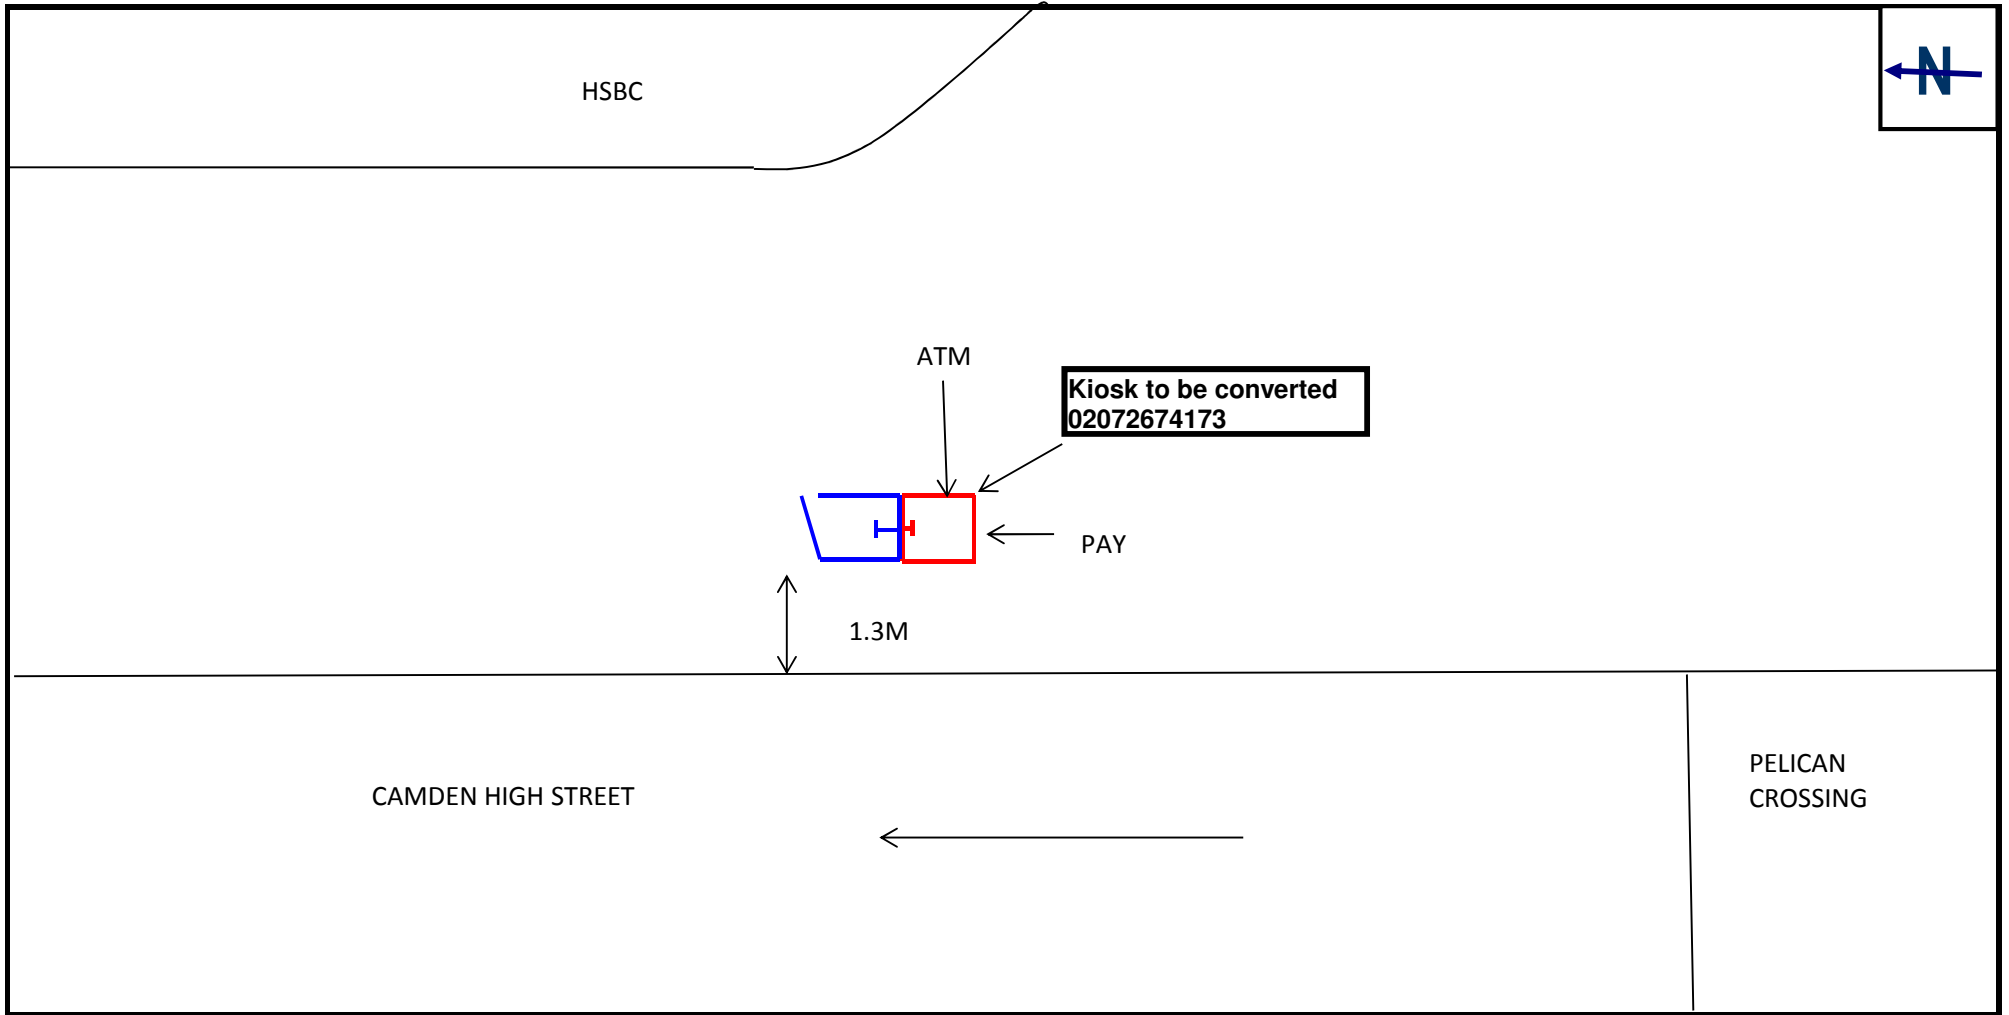 HSBC
N
ATM
Kiosk to be converted
02072674173
PAY
1.3M
CAMDEN HIGH STREET
PELICAN
CROSSING